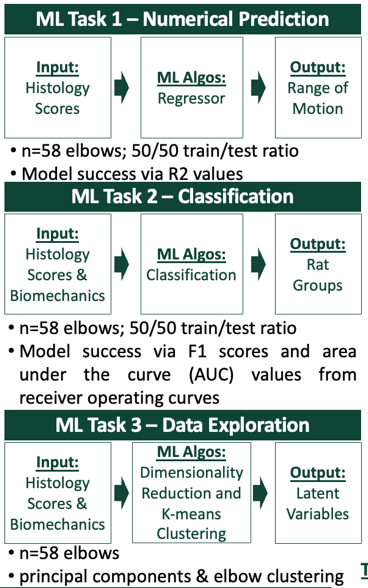 ML Task 1 – Numerical Prediction
Input:
Histology
Scores
ML Algos:
Regressor
Output:
Range of
Motion
• n=58 elbows; 50/50 train/test ratio
• Model success via R2 values
ML Task 2 – Classification
Input:
Histology
Scores &
Biomechanics
ML Algos:
Classification
Output:
Rat
Groups
• n=58 elbows; 50/50 train/test ratio
• Model success via F1 scores and area
under the curve (AUC) values from
receiver operating curves
ML Task 3 – Data Exploration
Input:
Histology
Scores &
Biomechanics
ML Algos:
Dimensionality
Reduction and
K-means
Clustering
Output:
Latent
Variables
• n=58 elbows
• principal components & elbow clustering
T